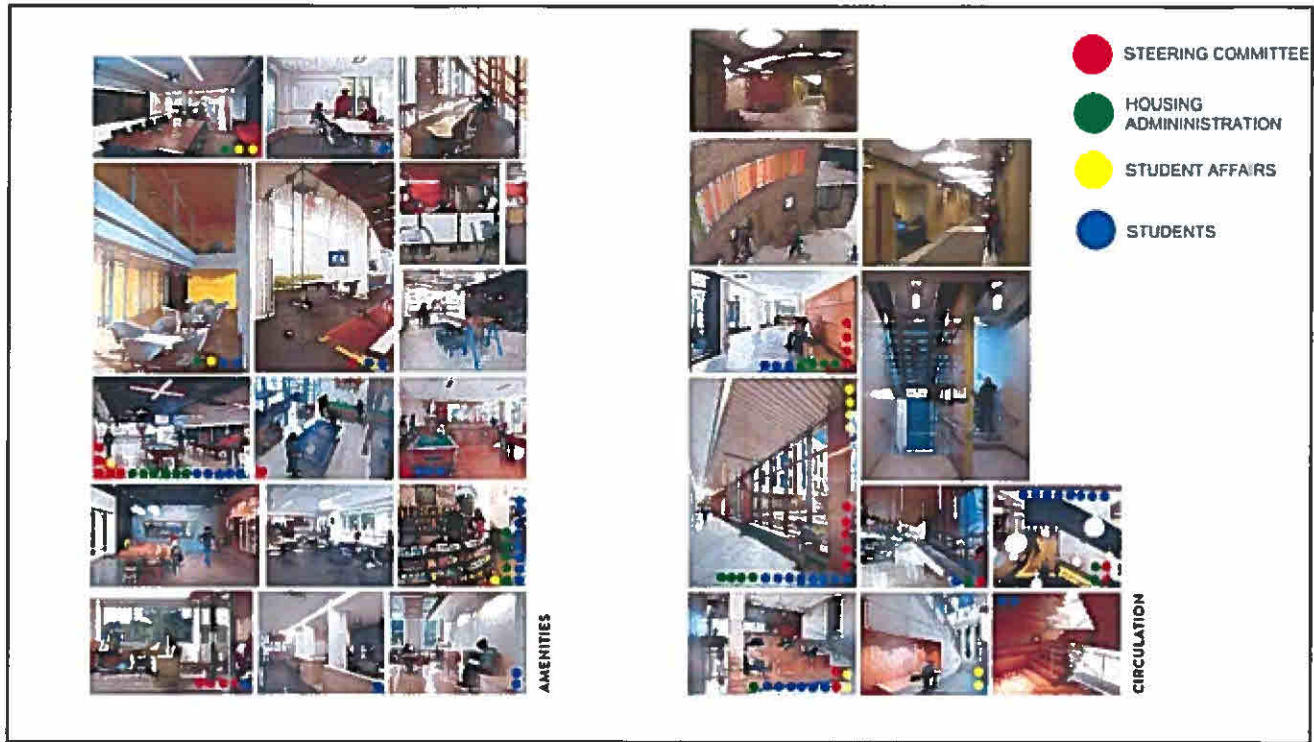 STEERING COMMITTEE
HOUSING
ADMININISTRATION
STUDENT AFFAIRS
STUDENTS
AMENITIES
CIRCULATION